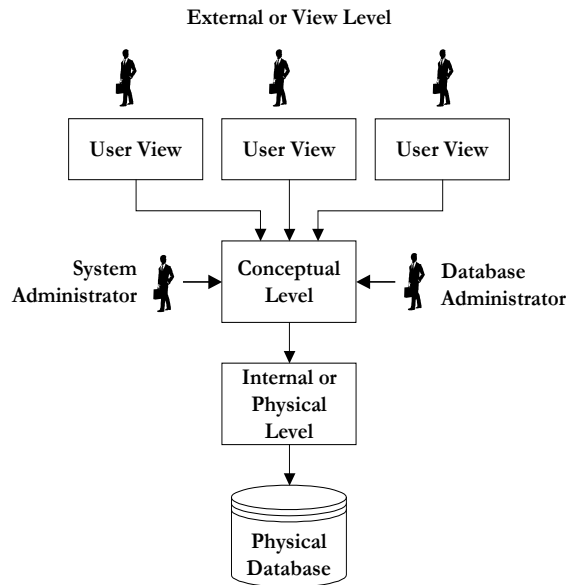 External or View Level
User View
User View
User View
System
Administrator
Conceptual
Level
Database
Administrator
Internal or
Physical
Level
Physical
Database